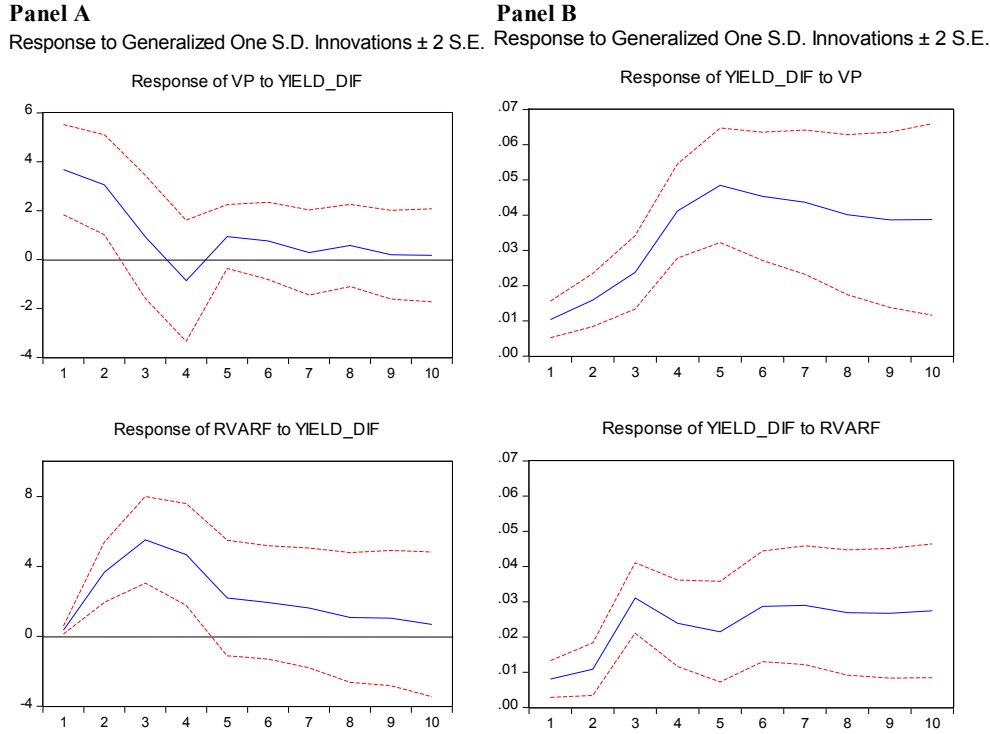 Panel A
Response to Generalized One S.D. Innovations ± 2 S.E.
Response of VP to YIELD_DIF
6
4
2
0
-2
-4
1 2 3 4 5 6 7 8 9 10
Response of RVARF to YIELD_DIF
8
4
0
-4
1 2 3 4 5 6 7 8 9 10
Panel B
Response to Generalized One S.D. Innovations ± 2 S.E.
Response of YIELD_DIF to VP
.07
.06
.05
.04
.03
.02
.01
.00
1 2 3 4 5 6 7 8 9 10
Response of YIELD_DIF to RVARF
.07
.06
.05
.04
.03
.02
.01
.00
1 2 3 4 5 6 7 8 9 10